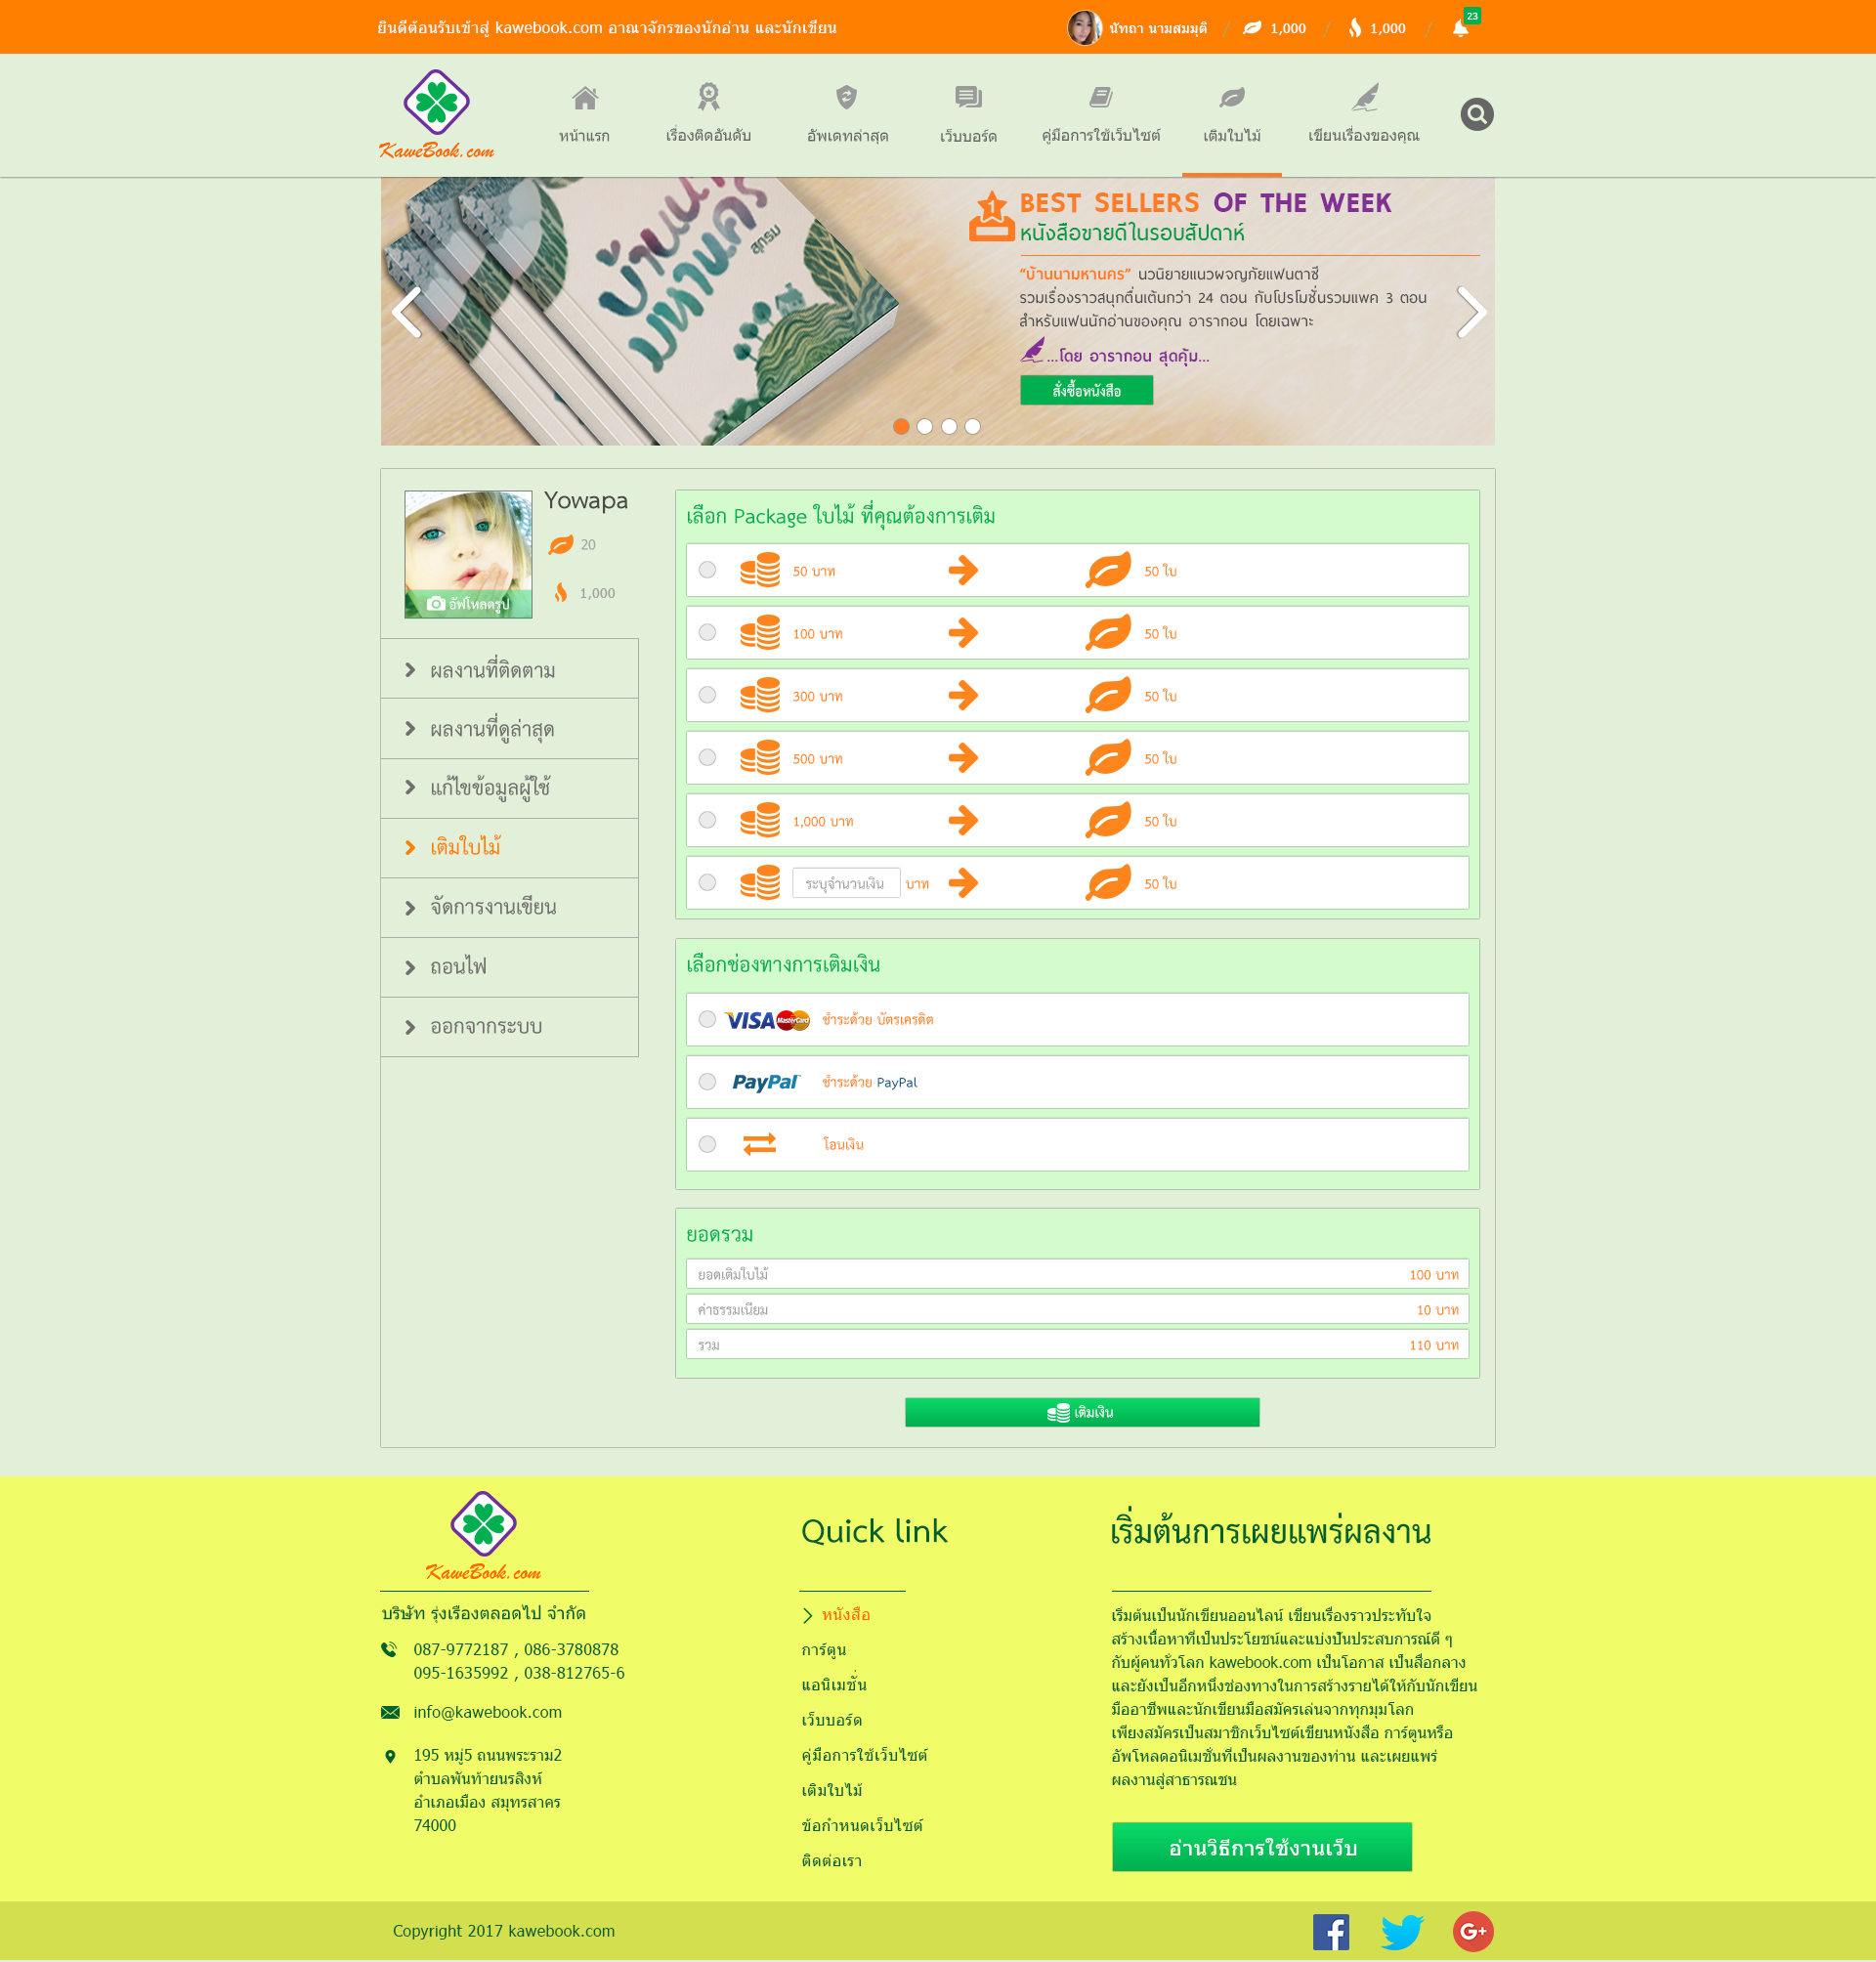 ยินดีต้อนรับเข้าสู่ kawebook.com อาณาจักรของนักอ่าน และนักเขียน
นัทฌา นามสมมุติ / 1,000 / 1,000 / 23
KaweBook.com
หน้าแรก
เรื่องติดอันดับ
อัพเดทล่าสุด
เว็บบอร์ด
คู่มือการใช้เว็บไซต์
เติมใบไม้
เขียนเรื่องของคุณ
บ้านนา
มหานคร
1
BEST SELLERS OF THE WEEK
หนังสือขายดีในรอบสัปดาห์
“บ้านนามหานคร” นวนิยายแนวผจญภัยแฟนตาซี
รวมเรื่องราวสนุกตื่นเต้นกว่า 24 ตอน กับโปรโมชั่นรวมแพค 3 ตอน
สำหรับแฟนนักอ่านของคุณ อารากอน โดยเฉพาะ
...โดย อารากอน สุดคุ้ม...
สั่งซื้อหนังสือ
Yowapa
20
1,000
อัฟโหลดรูป
ผลงานที่ติดตาม
ผลงานที่ดูล่าสุด
แก้ไขข้อมูลผู้ใช้
เติมใบไม้
จัดการงานเขียน
ถอนไฟ
ออกจากระบบ
เลือก Package ใบไม้ ที่คุณต้องการเติม
50 บาท 50 ใบ
100 บาท 50 ใบ
300 บาท 50 ใบ
500 บาท 50 ใบ
1,000 บาท 50 ใบ
ระบุจำนวนเงิน บาท 50 ใบ
เลือกช่องทางการเติมเงิน
VISA MasterCard ชำระด้วย บัตรเครดิต
PayPal ชำระด้วย PayPal
โอนเงิน
ยอดรวม
ยอดเติมใบไม้ 100 บาท
ค่าธรรมเนียม 10 บาท
รวม 110 บาท
เติมเงิน
KaweBook.com
บริษัท รุ่งเรืองตลอดไป จำกัด
087-9772187 , 086-3780878
095-1635992 , 038-812765-6
info@kawebook.com
195 หมู่5 ถนนพระราม2
ตำบลพันท้ายนรสิงห์
อำเภอเมือง สมุทรสาคร
74000
Quick link
หนังสือ
การ์ตูน
แอนิเมชั่น
เว็บบอร์ด
คู่มือการใช้เว็บไซต์
เติมใบไม้
ข้อกำหนดเว็บไซต์
ติดต่อเรา
เริ่มต้นการเผยแพร่ผลงาน
เริ่มต้นเป็นนักเขียนออนไลน์ เขียนเรื่องราวประทับใจ
สร้างเนื้อหาที่เป็นประโยชน์และแบ่งปันประสบการณ์ดี ๆ
กับผู้คนทั่วโลก kawebook.com เป็นโอกาส เป็นสื่อกลาง
และยังเป็นอีกหนึ่งช่องทางในการสร้างรายได้ให้กับนักเขียน
มืออาชีพและนักเขียนมือสมัครเล่นจากทุกมุมโลก
เพียงสมัครเป็นสมาชิกเว็บไซต์เขียนหนังสือ การ์ตูนหรือ
อัพโหลดอนิเมชั่นที่เป็นผลงานของท่าน และเผยแพร่
ผลงานสู่สาธารณชน
อ่านวิธีการใช้งานเว็บ
Copyright 2017 kawebook.com
G+